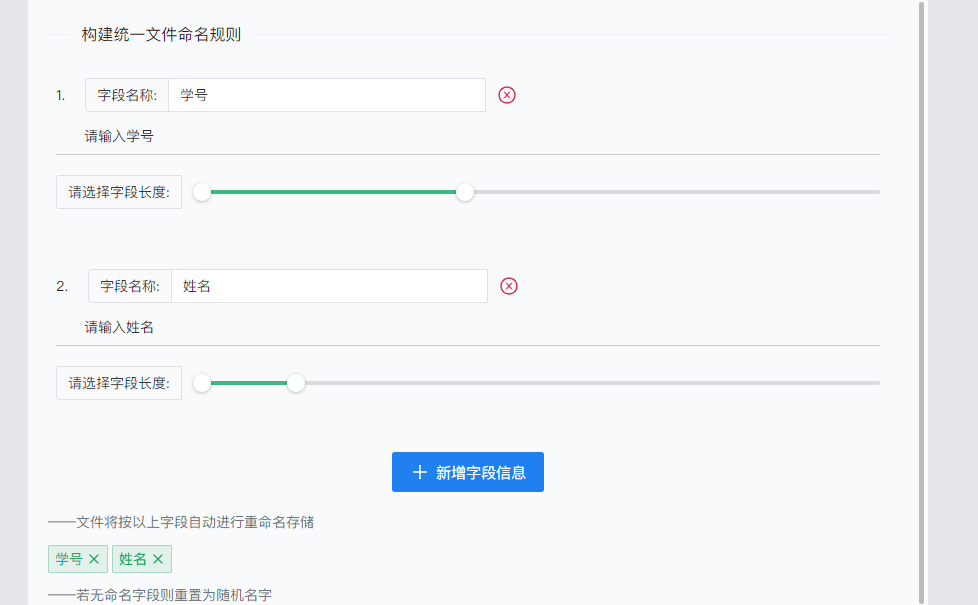 构建统一文件命名规则
1. 字段名称: 学号
请输入学号
请选择字段长度:
2. 字段名称: 姓名
请输入姓名
请选择字段长度:
新增字段信息
——文件将按以上字段自动进行重命名存储
学号 姓名
——若无命名字段则重置为随机名字